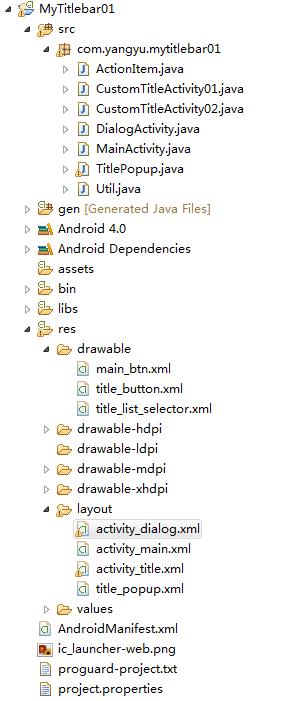 MyTitlebar01
src
com.yangyu.mytitlebar01
ActionItem.java
CustomTitleActivity01.java
CustomTitleActivity02.java
DialogActivity.java
MainActivity.java
TitlePopup.java
Util.java
gen [Generated Java Files]
Android 4.0
Android Dependencies
assets
bin
libs
res
drawable
main_btn.xml
title_button.xml
title_list_selector.xml
drawable-hdpi
drawable-ldpi
drawable-mdpi
drawable-xhdpi
layout
activity_dialog.xml
activity_main.xml
activity_title.xml
title_popup.xml
values
AndroidManifest.xml
ic_launcher-web.png
proguard-project.txt
project.properties